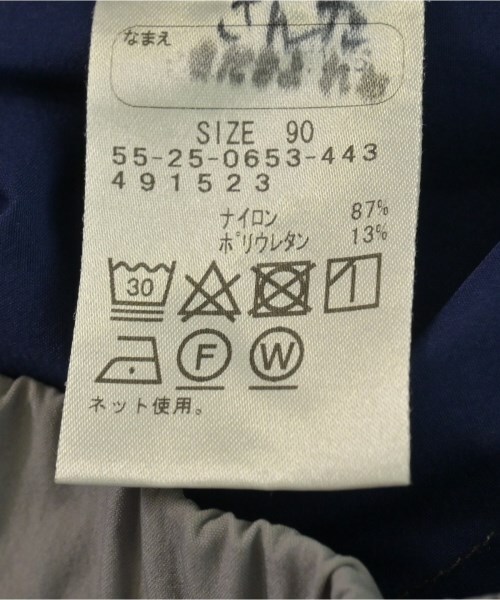 なまえ
SIZE 90
55-25-0653-443
491523
ナイロン 87%
ポリウレタン 13%
30
F W
ネット使用。